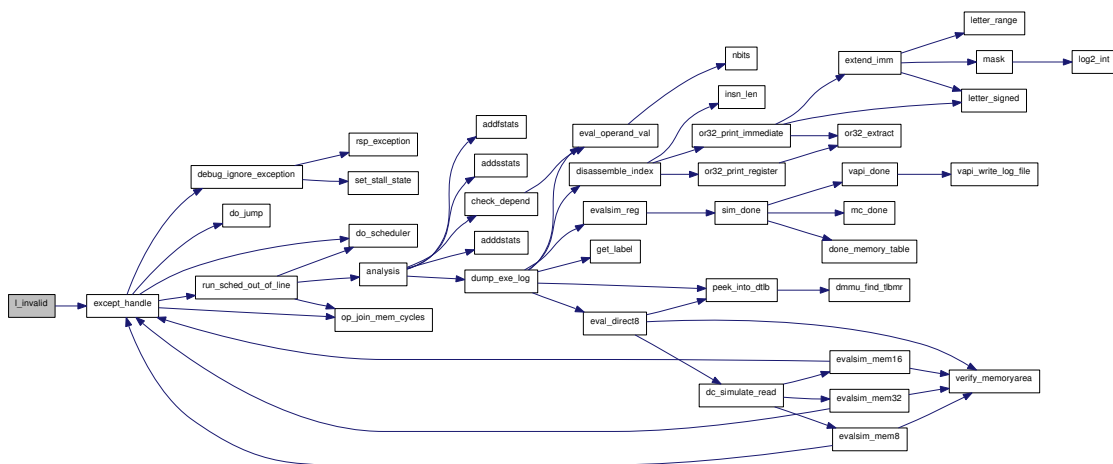 l_invalid
except_handle
debug_ignore_exception
do_jump
run_sched_out_of_line
rsp_exception
set_stall_state
do_scheduler
analysis
op_join_mem_cycles
addfstats
addsstats
check_depend
adddstats
dump_exe_log
eval_operand_val
disassemble_index
evalsim_reg
get_label
eval_direct8
nbits
insn_len
or32_print_immediate
or32_print_register
sim_done
peek_into_dtlb
dc_simulate_read
extend_imm
or32_extract
vapi_done
mc_done
done_memory_table
dmmu_find_tlbmr
evalsim_mem16
evalsim_mem32
evalsim_mem8
letter_range
mask
letter_signed
vapi_write_log_file
verify_memoryarea
log2_int